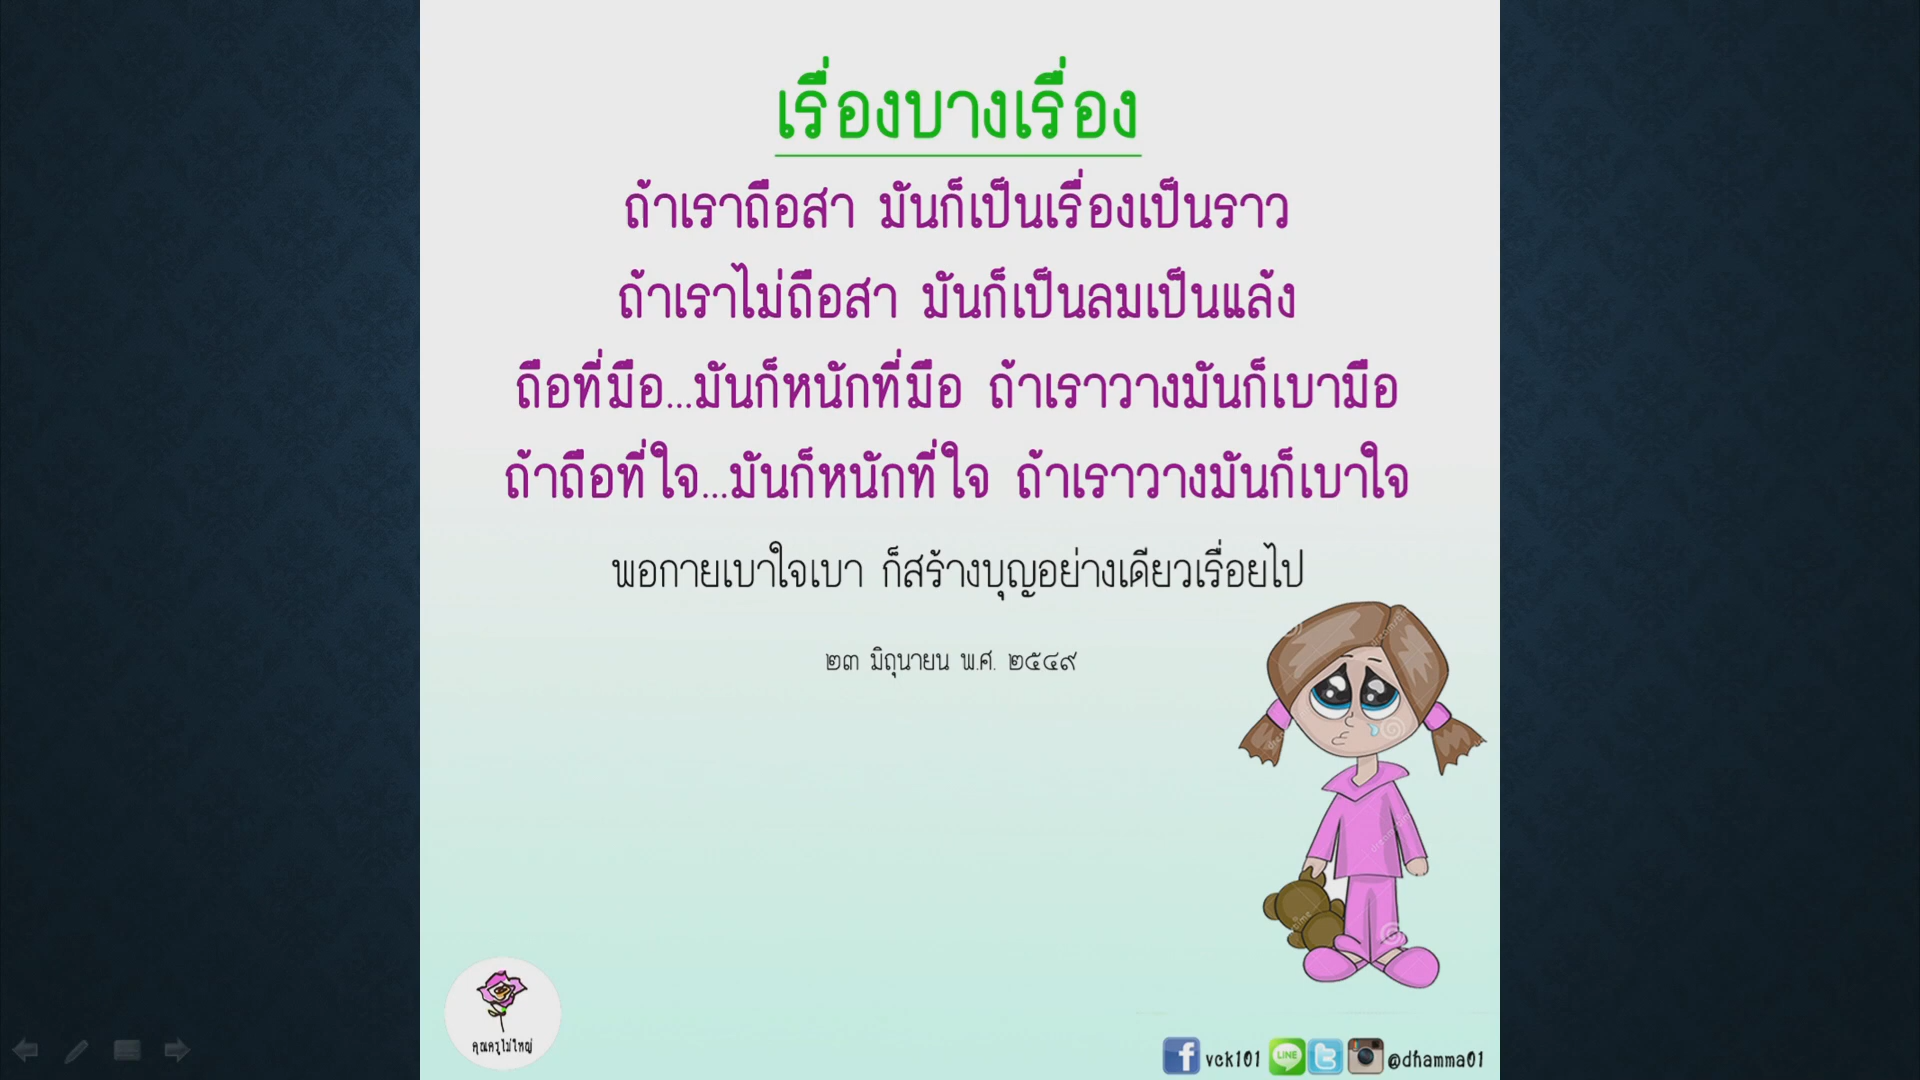 เรื่องบางเรื่อง
ถ้าเราถือสา มันก็เป็นเรื่องเป็นราว
ถ้าเราไม่ถือสา มันก็เป็นลมเป็นแล้ง
ถือที่มือ...มันก็หนักที่มือ ถ้าเราวางมันก็เบามือ
ถ้าถือที่ใจ...มันก็หนักที่ใจ ถ้าเราวางมันก็เบาใจ
พอกายเบาใจเบา ก็สร้างบุญอย่างเดียวเรื่อยไป
๒๓ มิถุนายน พ.ศ. ๒๕๔๙
คุณครูไม่ใหญ่
f vck101 LINE @dhamma01